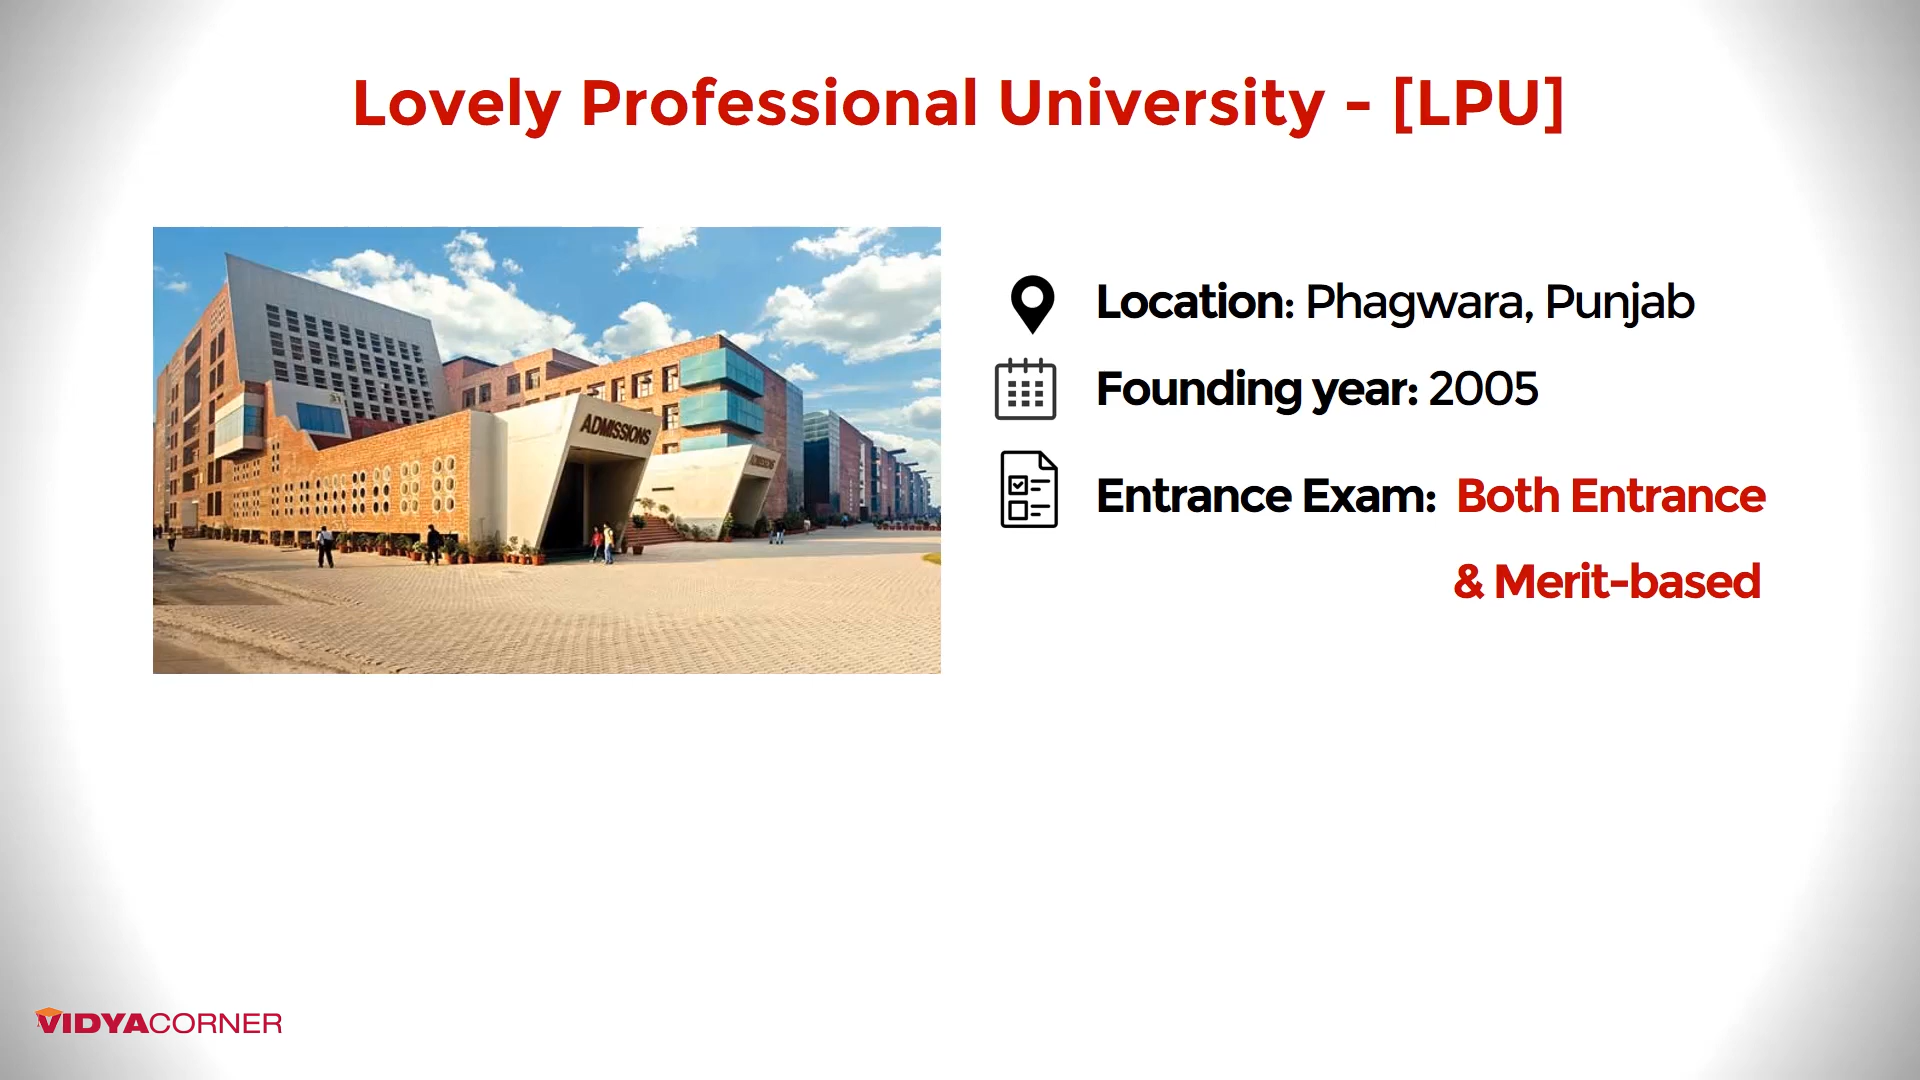 Lovely Professional University - [LPU]
ADMISSIONS
Location: Phagwara, Punjab
Founding year: 2005
Entrance Exam: Both Entrance
& Merit-based
VIDYACORNER